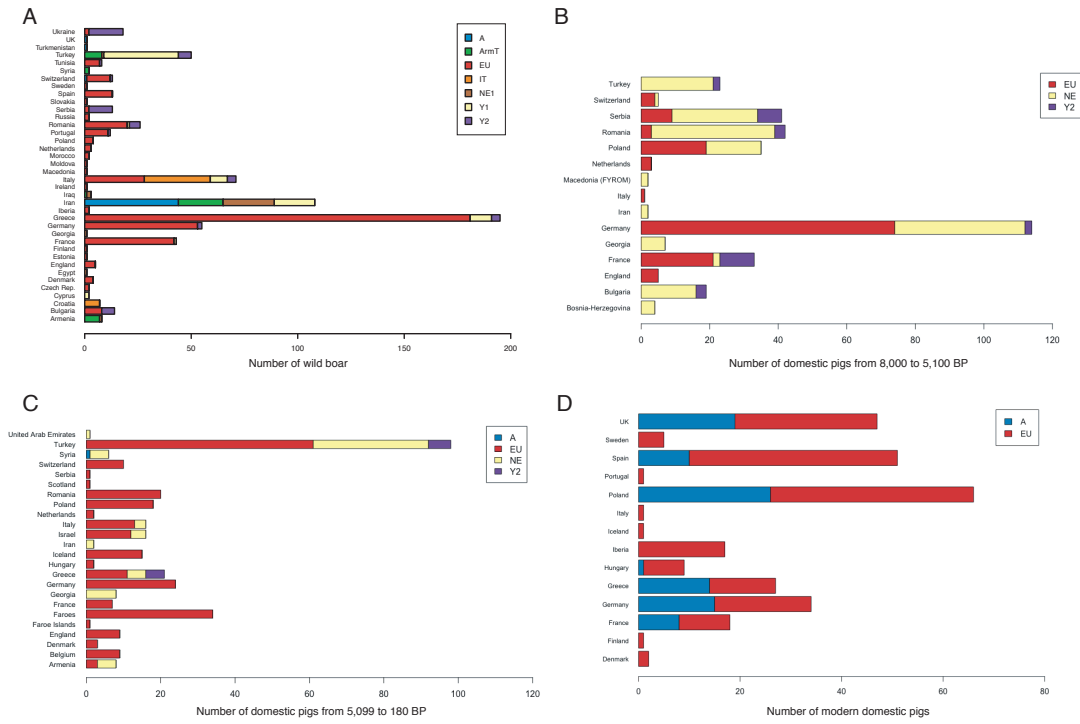 A
Ukraine
UK
Turkmenistan
Turkey
Tunisia
Syria
Switzerland
Sweden
Spain
Slovakia
Serbia
Russia
Romania
Portugal
Poland
Netherlands
Morocco
Moldova
Macedonia
Italy
Ireland
Iraq
Iran
Iberia
Greece
Germany
Georgia
France
Finland
Estonia
England
Egypt
Denmark
Czech Rep.
Cyprus
Croatia
Bulgaria
Armenia
A
ArmT
EU
IT
NE1
Y1
Y2
0 50 100 150 200
Number of wild boar
B
Turkey
Switzerland
Serbia
Romania
Poland
Netherlands
Macedonia (FYROM)
Italy
Iran
Germany
Georgia
France
England
Bulgaria
Bosnia-Herzegovina
EU
NE
Y2
0 20 40 60 80 100 120
Number of domestic pigs from 8,000 to 5,100 BP
C
United Arab Emirates
Turkey
Syria
Switzerland
Serbia
Scotland
Romania
Poland
Netherlands
Italy
Israel
Iran
Iceland
Hungary
Greece
Germany
Georgia
France
Faroes
Faroe Islands
England
Denmark
Belgium
Armenia
A
EU
NE
Y2
0 20 40 60 80 100 120
Number of domestic pigs from 5,099 to 180 BP
D
UK
Sweden
Spain
Portugal
Poland
Italy
Iceland
Iberia
Hungary
Greece
Germany
France
Finland
Denmark
A
EU
0 20 40 60 80
Number of modern domestic pigs